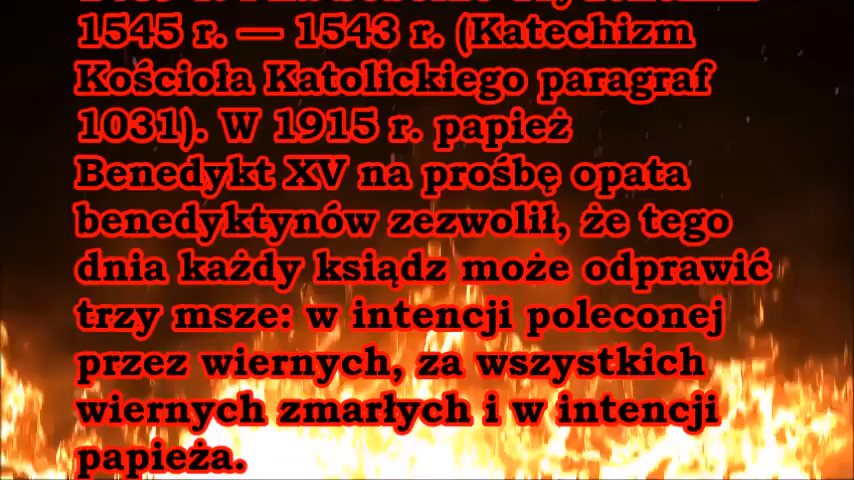 1545 r. — 1543 r. (Katechizm
Kościoła Katolickiego paragraf
1031). W 1915 r. papież
Benedykt XV na prośbę opata
benedyktynów zezwolił, że tego
dnia każdy ksiądz może odprawić
trzy msze: w intencji poleconej
przez wiernych, za wszystkich
wiernych zmarłych i w intencji
papieża.